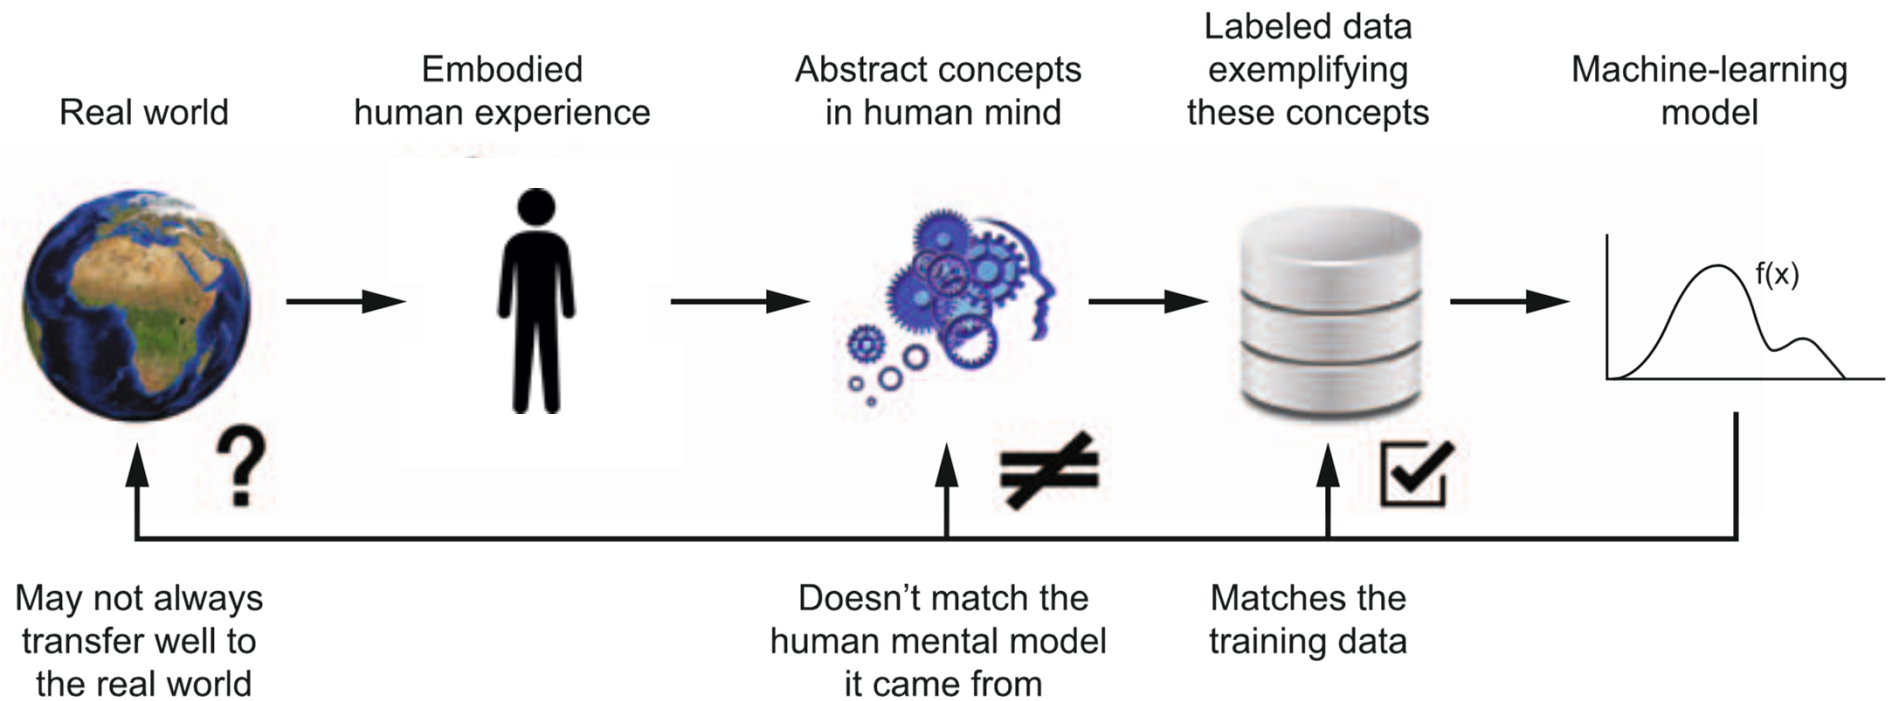 Real world
Embodied
human experience
Abstract concepts
in human mind
Labeled data
exemplifying
these concepts
Machine-learning
model
f(x)
?
≠
May not always
transfer well to
the real world
Doesn’t match the
human mental model
it came from
Matches the
training data